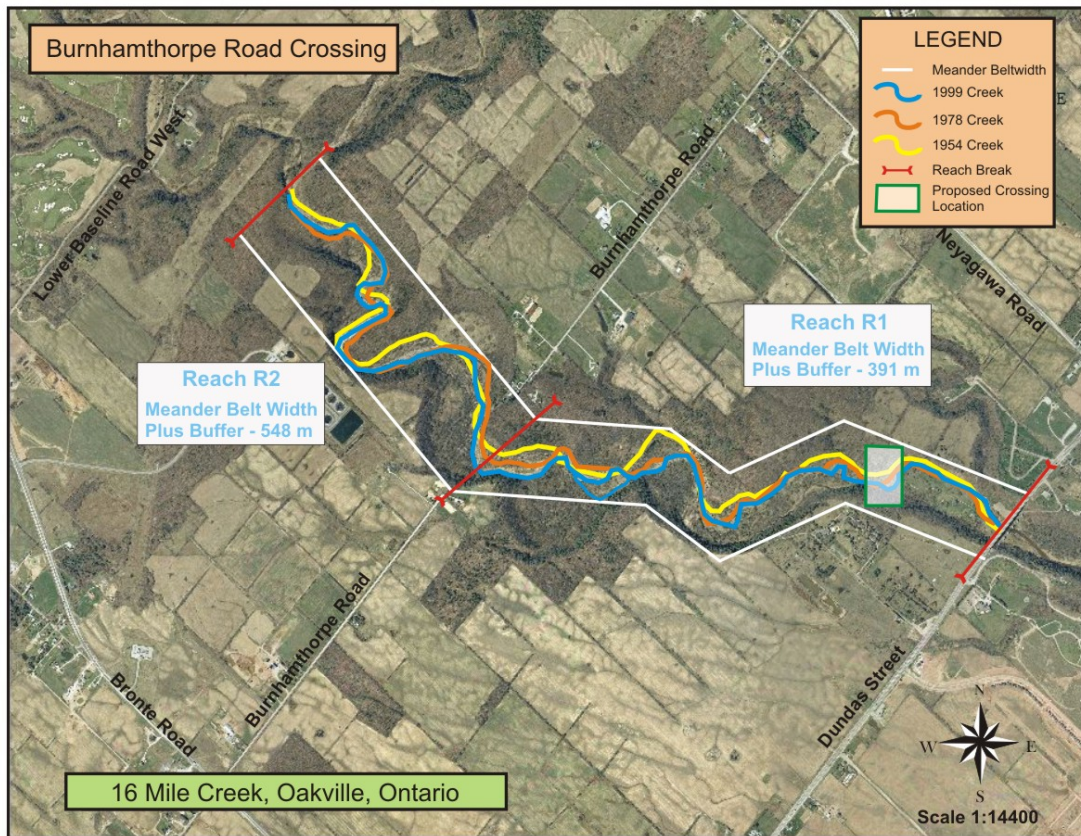 Burnhamthorpe Road Crossing
LEGEND
Meander Beltwidth
1999 Creek
1978 Creek
1954 Creek
Reach Break
Proposed Crossing
Location
E
Lower Baseline Road West
Burnhamthorpe Road
Neyagawa Road
Reach R1
Meander Belt Width
Plus Buffer - 391 m
Reach R2
Meander Belt Width
Plus Buffer - 548 m
Bronte Road
Burnhamthorpe Road
Dundas Street
N
W
E
S
16 Mile Creek, Oakville, Ontario
Scale 1:14400